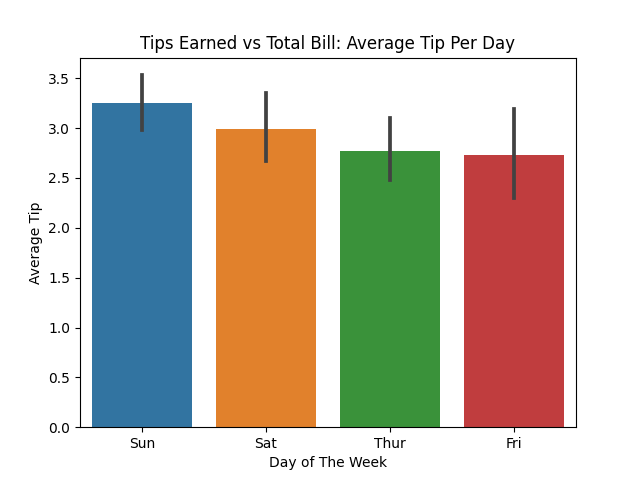 Tips Earned vs Total Bill: Average Tip Per Day
3.5
3.0
2.5
2.0
1.5
1.0
0.5
0.0
Average Tip
Sun Sat Thur Fri
Day of The Week